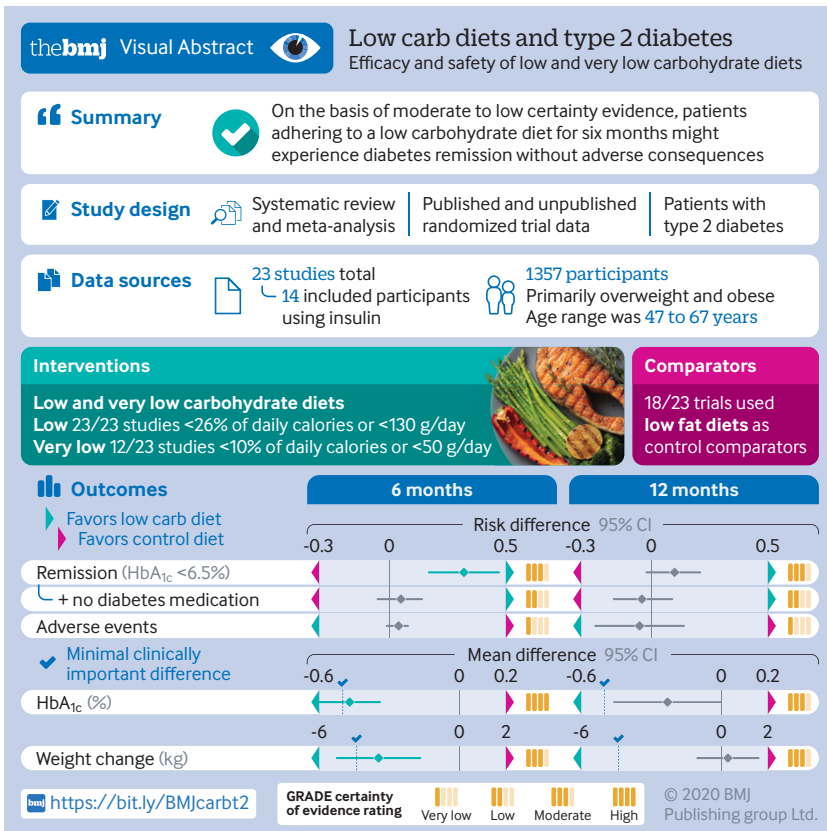 thebmj Visual Abstract
Low carb diets and type 2 diabetes
Efficacy and safety of low and very low carbohydrate diets
Summary
On the basis of moderate to low certainty evidence, patients
adhering to a low carbohydrate diet for six months might
experience diabetes remission without adverse consequences
Study design
Systematic review
and meta-analysis
Published and unpublished
randomized trial data
Patients with
type 2 diabetes
Data sources
23 studies total
14 included participants
using insulin
1357 participants
Primarily overweight and obese
Age range was 47 to 67 years
Interventions
Low and very low carbohydrate diets
Low 23/23 studies <26% of daily calories or <130 g/day
Very low 12/23 studies <10% of daily calories or <50 g/day
Comparators
18/23 trials used
low fat diets as
control comparators
Outcomes
6 months
12 months
Favors low carb diet
Favors control diet
Risk difference 95% CI
-0.3 0 0.5 -0.3 0 0.5
Remission (HbA1c <6.5%)
+ no diabetes medication
Adverse events
Minimal clinically
important difference
Mean difference 95% CI
-0.6 0 0.2 -0.6 0 0.2
HbA1c (%)
-6 0 2 -6 0 2
Weight change (kg)
bmj https://bit.ly/BMJcarbt2
GRADE certainty
of evidence rating
Very low Low Moderate High
© 2020 BMJ
Publishing group Ltd.